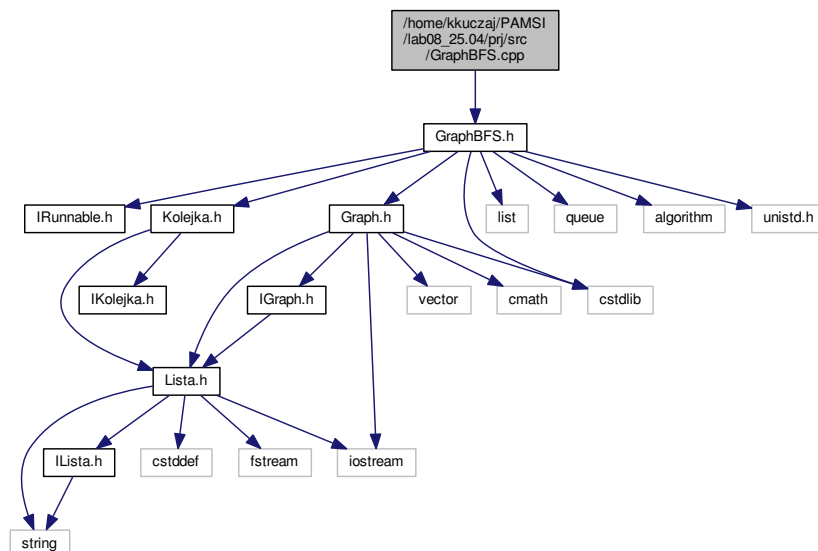 /home/kkuczaj/PAMSI
/lab08_25.04/prj/src
/GraphBFS.cpp
GraphBFS.h
IRunnable.h
Kolejka.h
Graph.h
list
queue
algorithm
unistd.h
IKolejka.h
IGraph.h
vector
cmath
cstdlib
Lista.h
ILista.h
cstddef
fstream
iostream
string